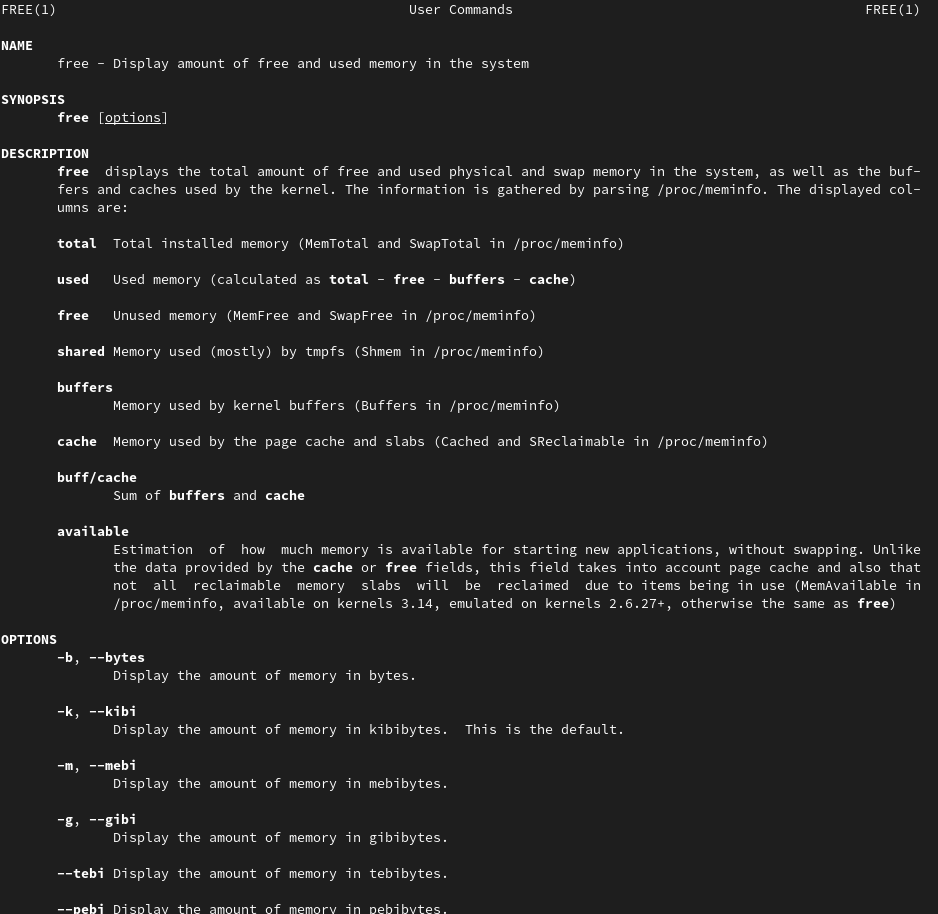 FREE(1) User Commands FREE(1)
NAME
free - Display amount of free and used memory in the system
SYNOPSIS
free [options]
DESCRIPTION
free  displays the total amount of free and used physical and swap memory in the system, as well as the buf-
fers and caches used by the kernel. The information is gathered by parsing /proc/meminfo. The displayed col-
umns are:
total  Total installed memory (MemTotal and SwapTotal in /proc/meminfo)
used   Used memory (calculated as total - free - buffers - cache)
free   Unused memory (MemFree and SwapFree in /proc/meminfo)
shared Memory used (mostly) by tmpfs (Shmem in /proc/meminfo)
buffers
Memory used by kernel buffers (Buffers in /proc/meminfo)
cache  Memory used by the page cache and slabs (Cached and SReclaimable in /proc/meminfo)
buff/cache
Sum of buffers and cache
available
Estimation  of  how  much memory is available for starting new applications, without swapping. Unlike
the data provided by the cache or free fields, this field takes into account page cache and also that
not  all  reclaimable  memory  slabs  will  be  reclaimed  due to items being in use (MemAvailable in
/proc/meminfo, available on kernels 3.14, emulated on kernels 2.6.27+, otherwise the same as free)
OPTIONS
-b, --bytes
Display the amount of memory in bytes.
-k, --kibi
Display the amount of memory in kibibytes.  This is the default.
-m, --mebi
Display the amount of memory in mebibytes.
-g, --gibi
Display the amount of memory in gibibytes.
--tebi Display the amount of memory in tebibytes.
--pebi Display the amount of memory in pebibytes.